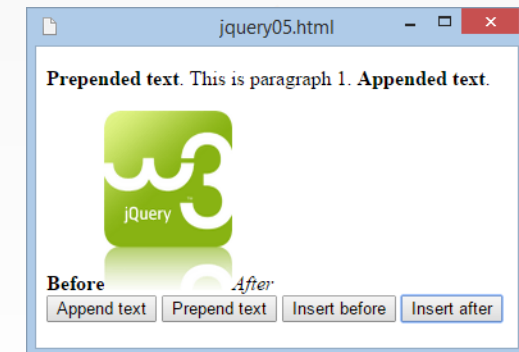 jquery05.html
Prepended text. This is paragraph 1. Appended text.
w3
jQuery
Before After
Append text Prepend text Insert before Insert after